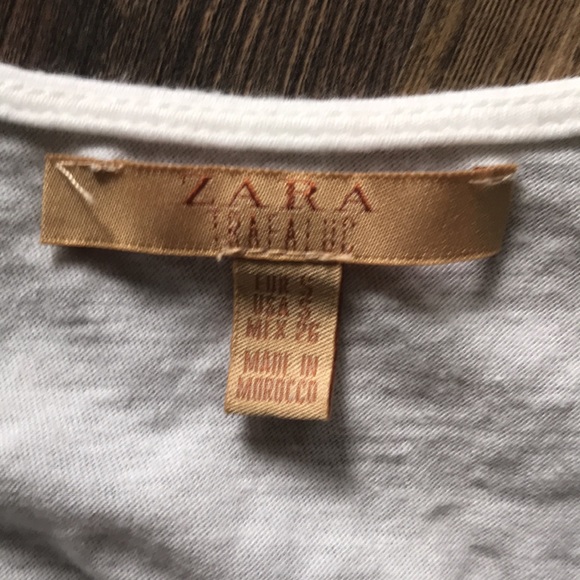 ZARA
TRAFALUC
EUR S
USA S
MEX 26
MADE IN
MOROCCO